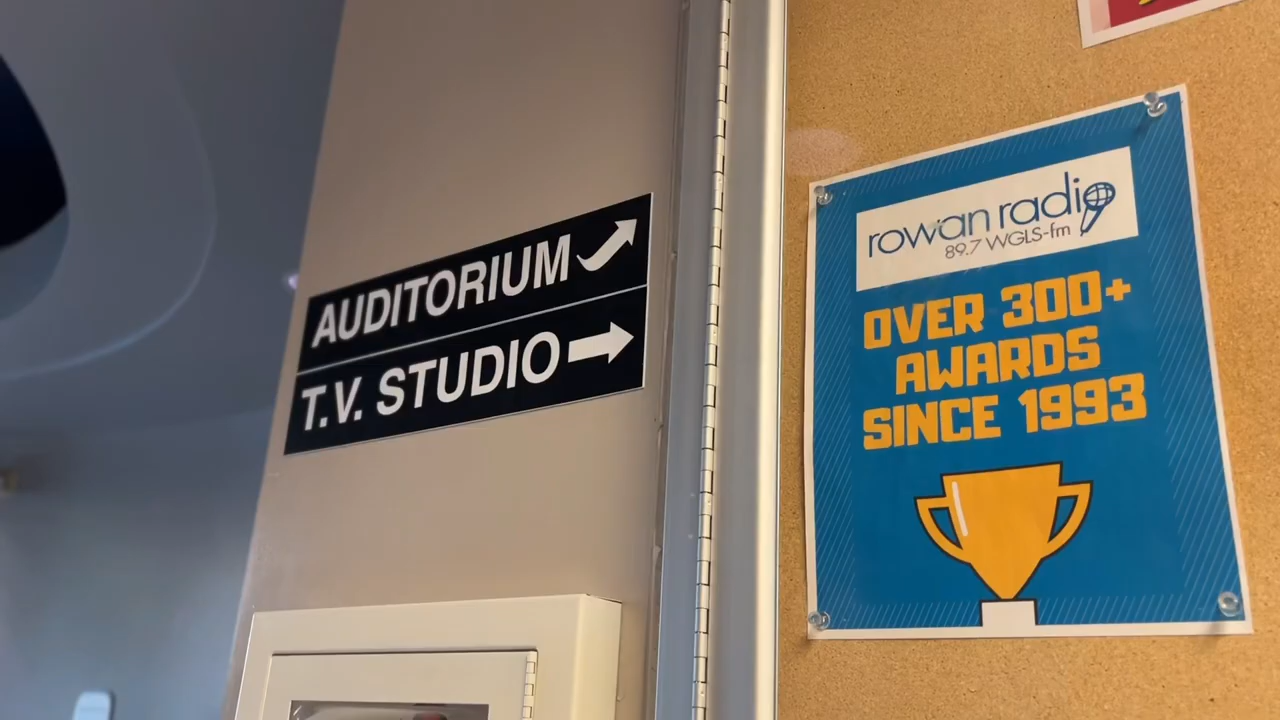 AUDITORIUM
T.V. STUDIO
rowan radio
89.7 WGLS-fm
OVER 300+
AWARDS
SINCE 1993